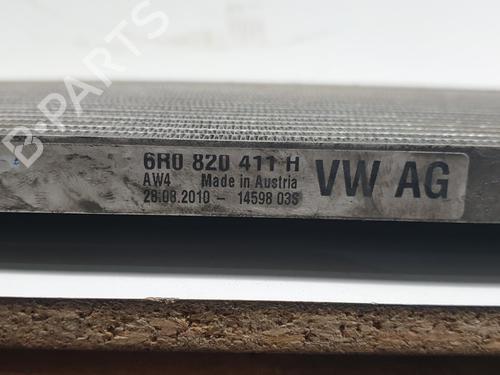 B-PARTS
6R0 820 411 H
VW AG
AW4 Made in Austria
28.08.2010 - 14598 03S